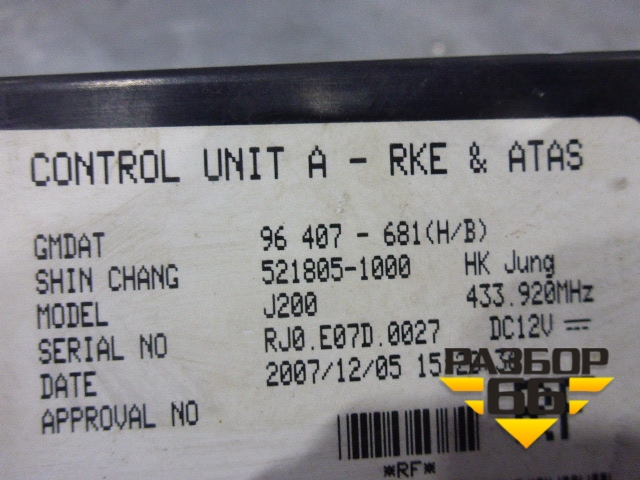 CONTROL UNIT A - RKE & ATAS
GMDAT 96 407 - 681(H/B)
SHIN CHANG 521805-1000 HK Jung
MODEL J200 433.920MHz
SERIAL NO RJ0.E07D.0027 DC12V
DATE 2007/12/05
APPROVAL NO
РАЗБОР
66
*RF*